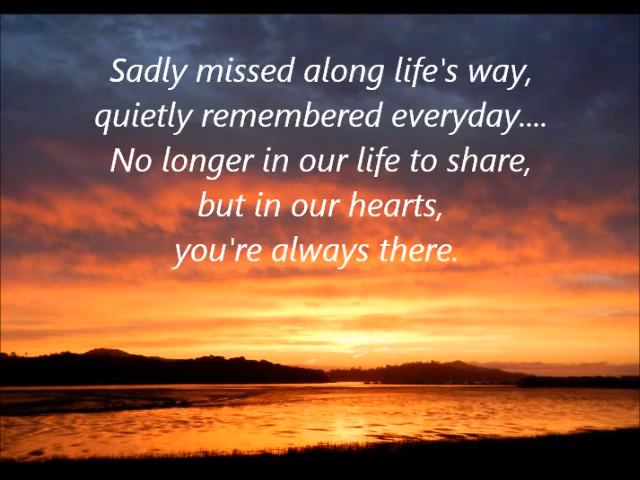 Sadly missed along life's way,
quietly remembered everyday....
No longer in our life to share,
but in our hearts,
you're always there.